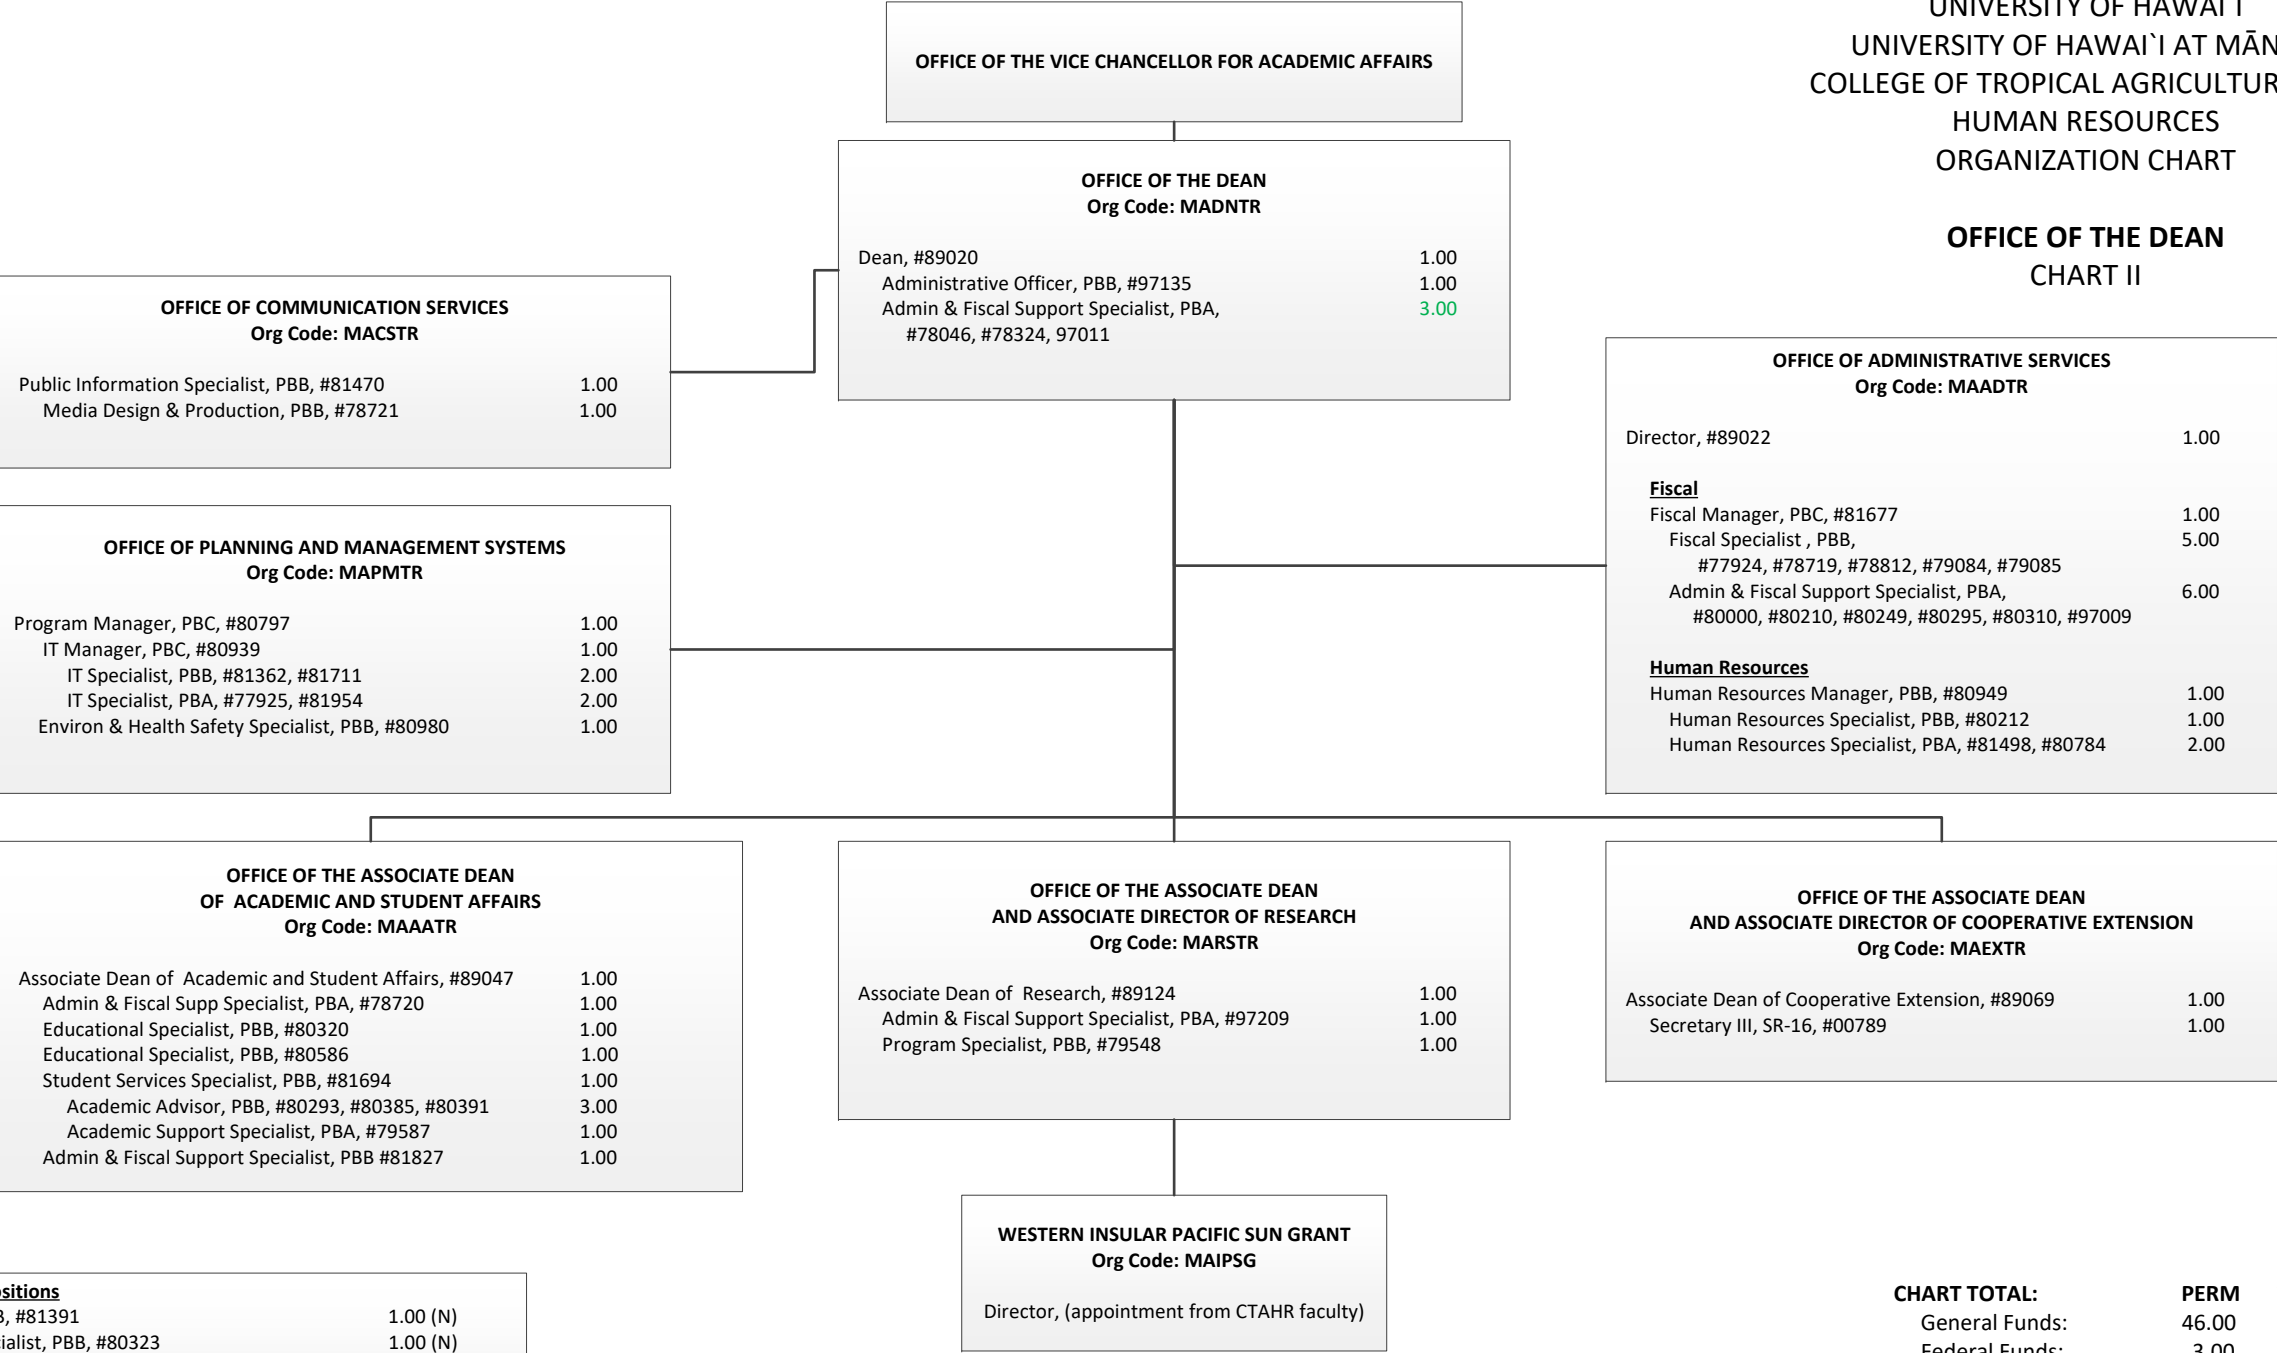 OFFICE OF THE VICE CHANCELLOR FOR ACADEMIC AFFAIRS
UNIVERSITY OF HAWAI`I
UNIVERSITY OF HAWAI`I AT MĀN
COLLEGE OF TROPICAL AGRICULTUR
HUMAN RESOURCES
ORGANIZATION CHART
OFFICE OF THE DEAN
CHART II
OFFICE OF THE DEAN
Org Code: MADNTR
Dean, #89020 1.00
Administrative Officer, PBB, #97135 1.00
Admin & Fiscal Support Specialist, PBA, 3.00
#78046, #78324, 97011
OFFICE OF COMMUNICATION SERVICES
Org Code: MACSTR
Public Information Specialist, PBB, #81470 1.00
Media Design & Production, PBB, #78721 1.00
OFFICE OF ADMINISTRATIVE SERVICES
Org Code: MAADTR
Director, #89022 1.00
Fiscal
Fiscal Manager, PBC, #81677 1.00
Fiscal Specialist , PBB, 5.00
#77924, #78719, #78812, #79084, #79085
Admin & Fiscal Support Specialist, PBA, 6.00
#80000, #80210, #80249, #80295, #80310, #97009
Human Resources
Human Resources Manager, PBB, #80949 1.00
Human Resources Specialist, PBB, #80212 1.00
Human Resources Specialist, PBA, #81498, #80784 2.00
OFFICE OF PLANNING AND MANAGEMENT SYSTEMS
Org Code: MAPMTR
Program Manager, PBC, #80797 1.00
IT Manager, PBC, #80939 1.00
IT Specialist, PBB, #81362, #81711 2.00
IT Specialist, PBA, #77925, #81954 2.00
Environ & Health Safety Specialist, PBB, #80980 1.00
OFFICE OF THE ASSOCIATE DEAN
OF ACADEMIC AND STUDENT AFFAIRS
Org Code: MAAATR
Associate Dean of Academic and Student Affairs, #89047 1.00
Admin & Fiscal Supp Specialist, PBA, #78720 1.00
Educational Specialist, PBB, #80320 1.00
Educational Specialist, PBB, #80586 1.00
Student Services Specialist, PBB, #81694 1.00
Academic Advisor, PBB, #80293, #80385, #80391 3.00
Academic Support Specialist, PBA, #79587 1.00
Admin & Fiscal Support Specialist, PBB #81827 1.00
OFFICE OF THE ASSOCIATE DEAN
AND ASSOCIATE DIRECTOR OF RESEARCH
Org Code: MARSTR
Associate Dean of Research, #89124 1.00
Admin & Fiscal Support Specialist, PBA, #97209 1.00
Program Specialist, PBB, #79548 1.00
OFFICE OF THE ASSOCIATE DEAN
AND ASSOCIATE DIRECTOR OF COOPERATIVE EXTENSION
Org Code: MAEXTR
Associate Dean of Cooperative Extension, #89069 1.00
Secretary III, SR-16, #00789 1.00
WESTERN INSULAR PACIFIC SUN GRANT
Org Code: MAIPSG
Director, (appointment from CTAHR faculty)
sitions
, #81391 1.00 (N)
ialist, PBB, #80323 1.00 (N)
CHART TOTAL: PERM
General Funds: 46.00
Federal Funds: 3.00